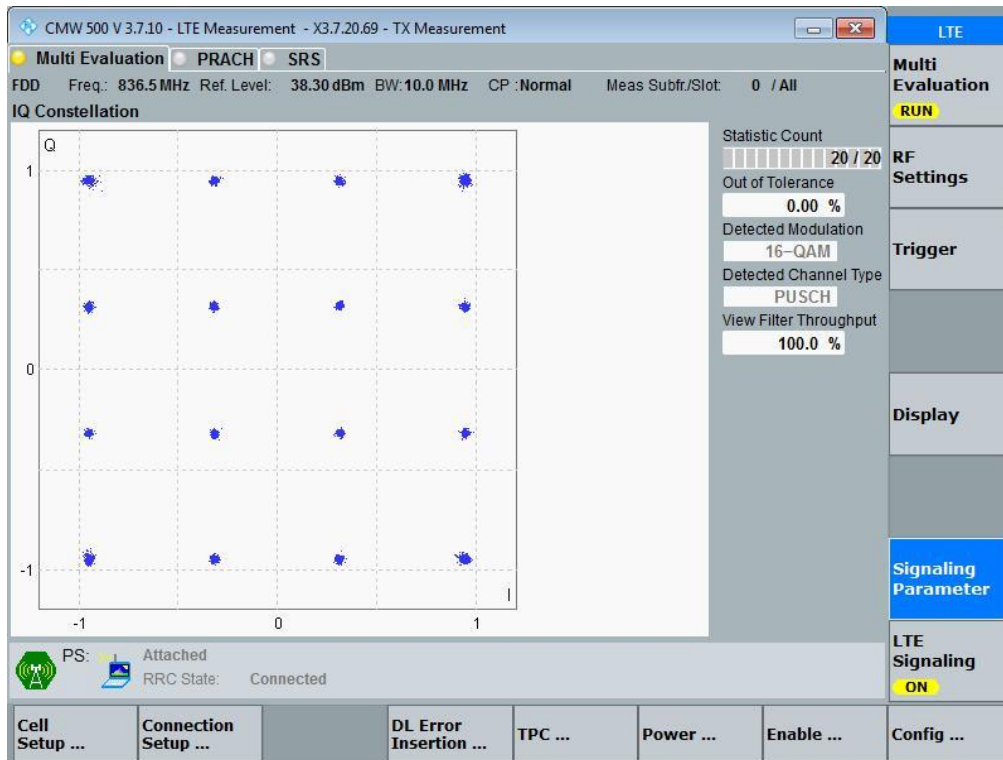 CMW 500 V 3.7.10 - LTE Measurement - X3.7.20.69 - TX Measurement
LTE
Multi Evaluation PRACH SRS
FDD Freq.: 836.5 MHz Ref. Level: 38.30 dBm BW: 10.0 MHz CP : Normal Meas Subfr./Slot: 0 / All
IQ Constellation
Q
1
0
-1
-1 0 1
I
Statistic Count
20 / 20
Out of Tolerance
0.00 %
Detected Modulation
16-QAM
Detected Channel Type
PUSCH
View Filter Throughput
100.0 %
Multi
Evaluation
RUN
RF
Settings
Trigger
Display
Signaling
Parameter
LTE
Signaling
ON
PS: Attached
RRC State: Connected
Cell
Setup ...
Connection
Setup ...
DL Error
Insertion ...
TPC ...
Power ...
Enable ...
Config ...